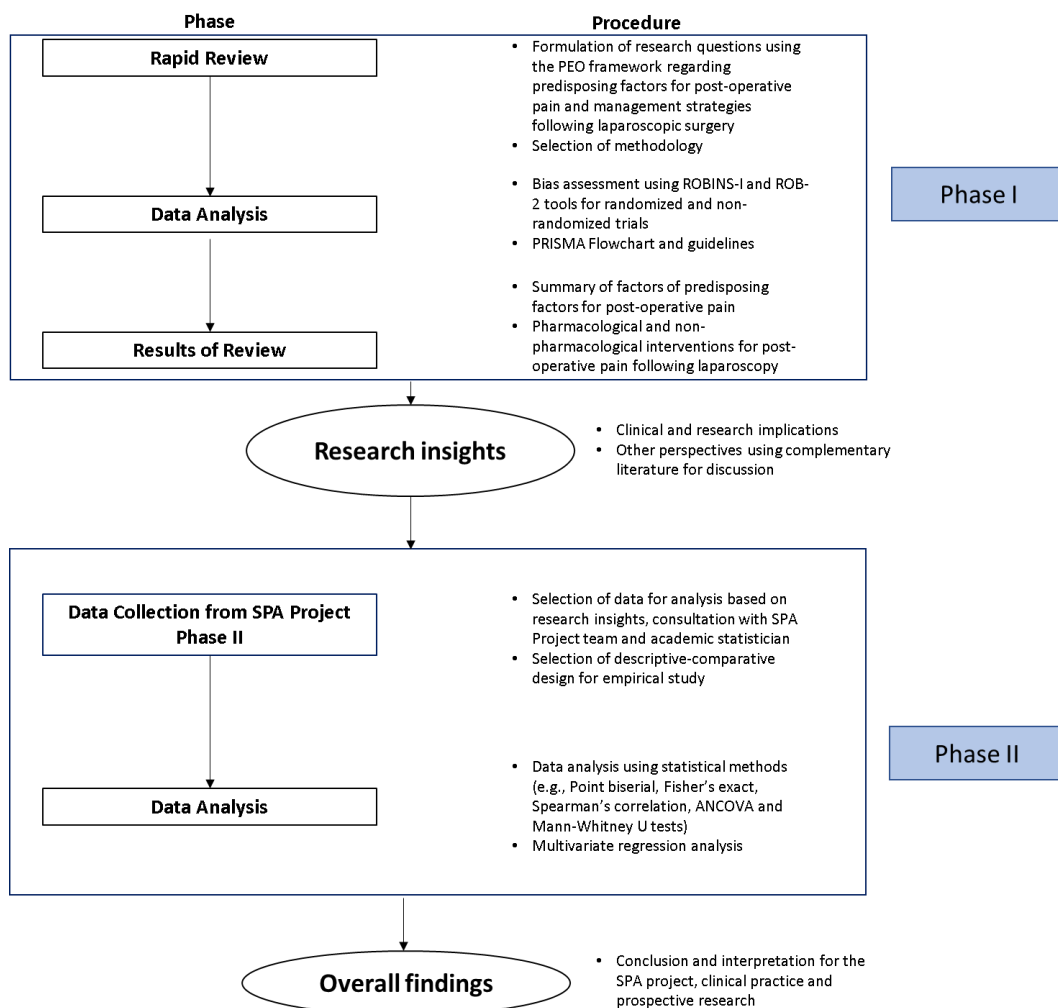 Phase
Procedure
Rapid Review
• Formulation of research questions using
the PEO framework regarding
predisposing factors for post-operative
pain and management strategies
following laparoscopic surgery
• Selection of methodology
Data Analysis
• Bias assessment using ROBINS-I and ROB-
2 tools for randomized and non-
randomized trials
• PRISMA Flowchart and guidelines
Phase I
Results of Review
• Summary of factors of predisposing
factors for post-operative pain
• Pharmacological and non-
pharmacological interventions for post-
operative pain following laparoscopy
Research insights
• Clinical and research implications
• Other perspectives using complementary
literature for discussion
Data Collection from SPA Project
Phase II
• Selection of data for analysis based on
research insights, consultation with SPA
Project team and academic statistician
• Selection of descriptive-comparative
design for empirical study
Phase II
Data Analysis
• Data analysis using statistical methods
(e.g., Point biserial, Fisher's exact,
Spearman's correlation, ANCOVA and
Mann-Whitney U tests)
• Multivariate regression analysis
Overall findings
• Conclusion and interpretation for the
SPA project, clinical practice and
prospective research